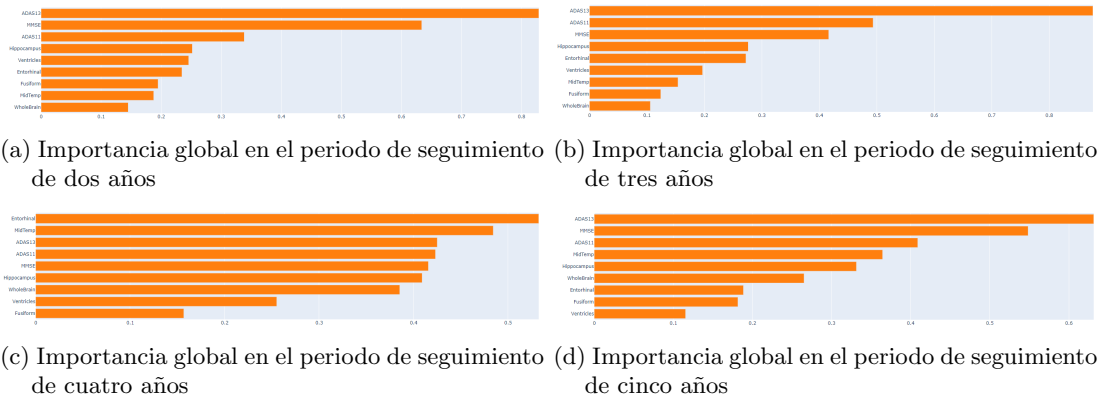 ADAS13
MMSE
ADAS11
Hippocampus
Ventricles
Entorhinal
Fusiform
MidTemp
WholeBrain
0 0.1 0.2 0.3 0.4 0.5 0.6 0.7 0.8
ADAS13
ADAS11
MMSE
Hippocampus
Entorhinal
Ventricles
MidTemp
Fusiform
WholeBrain
0 0.1 0.2 0.3 0.4 0.5 0.6 0.7 0.8
(a) Importancia global en el periodo de seguimiento
de dos años
(b) Importancia global en el periodo de seguimiento
de tres años
Entorhinal
MidTemp
ADAS13
ADAS11
MMSE
Hippocampus
WholeBrain
Ventricles
Fusiform
0 0.1 0.2 0.3 0.4 0.5
ADAS13
MMSE
ADAS11
MidTemp
Hippocampus
WholeBrain
Entorhinal
Fusiform
Ventricles
0 0.1 0.2 0.3 0.4 0.5 0.6
(c) Importancia global en el periodo de seguimiento
de cuatro años
(d) Importancia global en el periodo de seguimiento
de cinco años